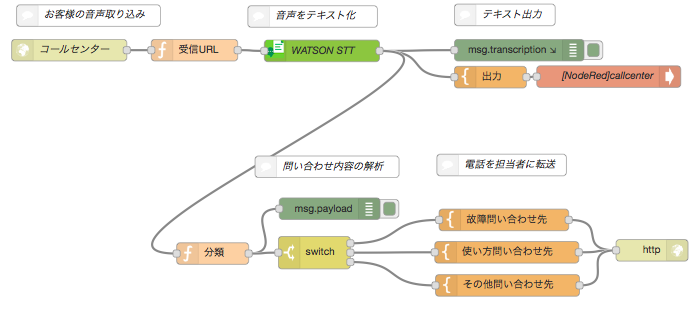 お客様の音声取り込み
音声をテキスト化
テキスト出力
コールセンター
受信URL
WATSON STT
msg.transcription
出力
[NodeRed]callcenter
問い合わせ内容の解析
電話を担当者に転送
msg.payload
分類
switch
故障問い合わせ先
使い方問い合わせ先
その他問い合わせ先
http